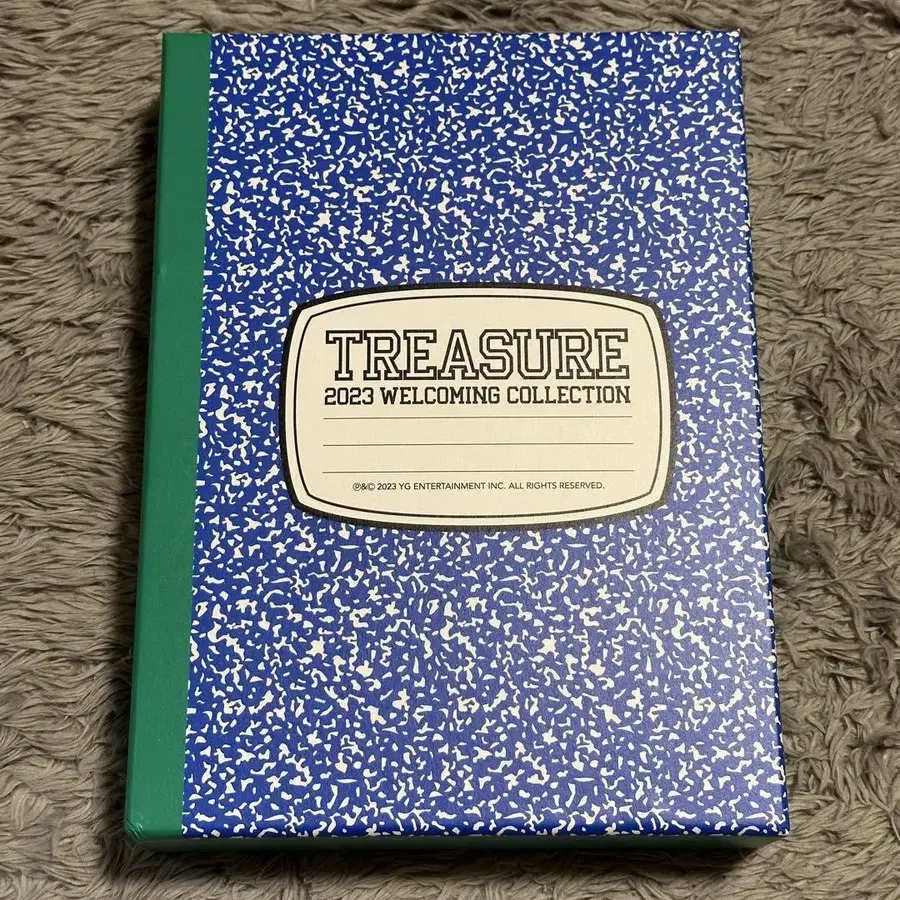 TREASURE
2023 WELCOMING COLLECTION
℗&© 2023 YG ENTERTAINMENT INC. ALL RIGHTS RESERVED.